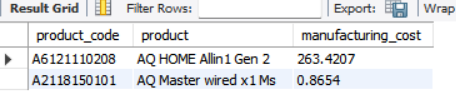 Result Grid Filter Rows: Export: Wrap
product_code product manufacturing_cost
A6121110208 AQ HOME Allin1 Gen 2 263.4207
A2118150101 AQ Master wired x1 Ms 0.8654